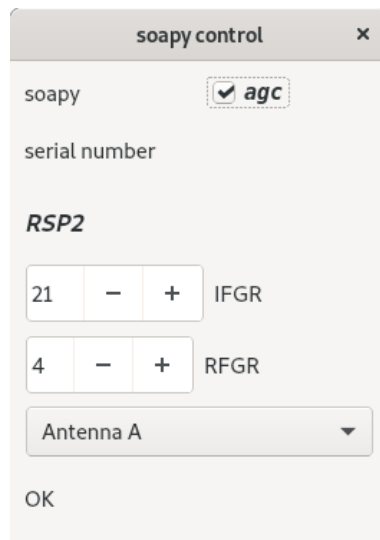 soapy control ×
soapy agc
serial number
RSP2
21 − + IFGR
4 − + RFGR
Antenna A
OK